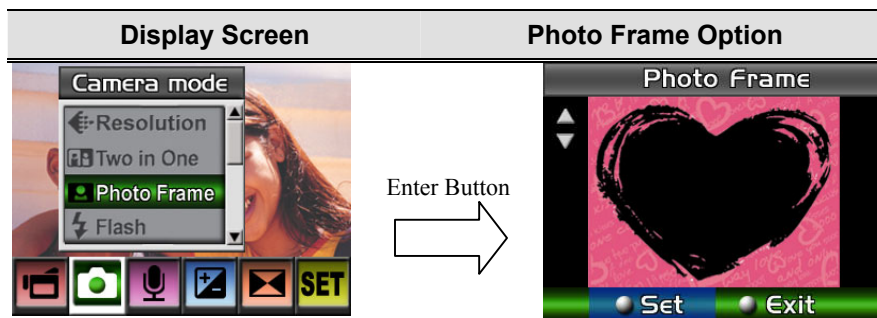 Display Screen
Photo Frame Option
Camera mode
Resolution
Two in One
Photo Frame
Flash
SET
Enter Button
Photo Frame
Set
Exit